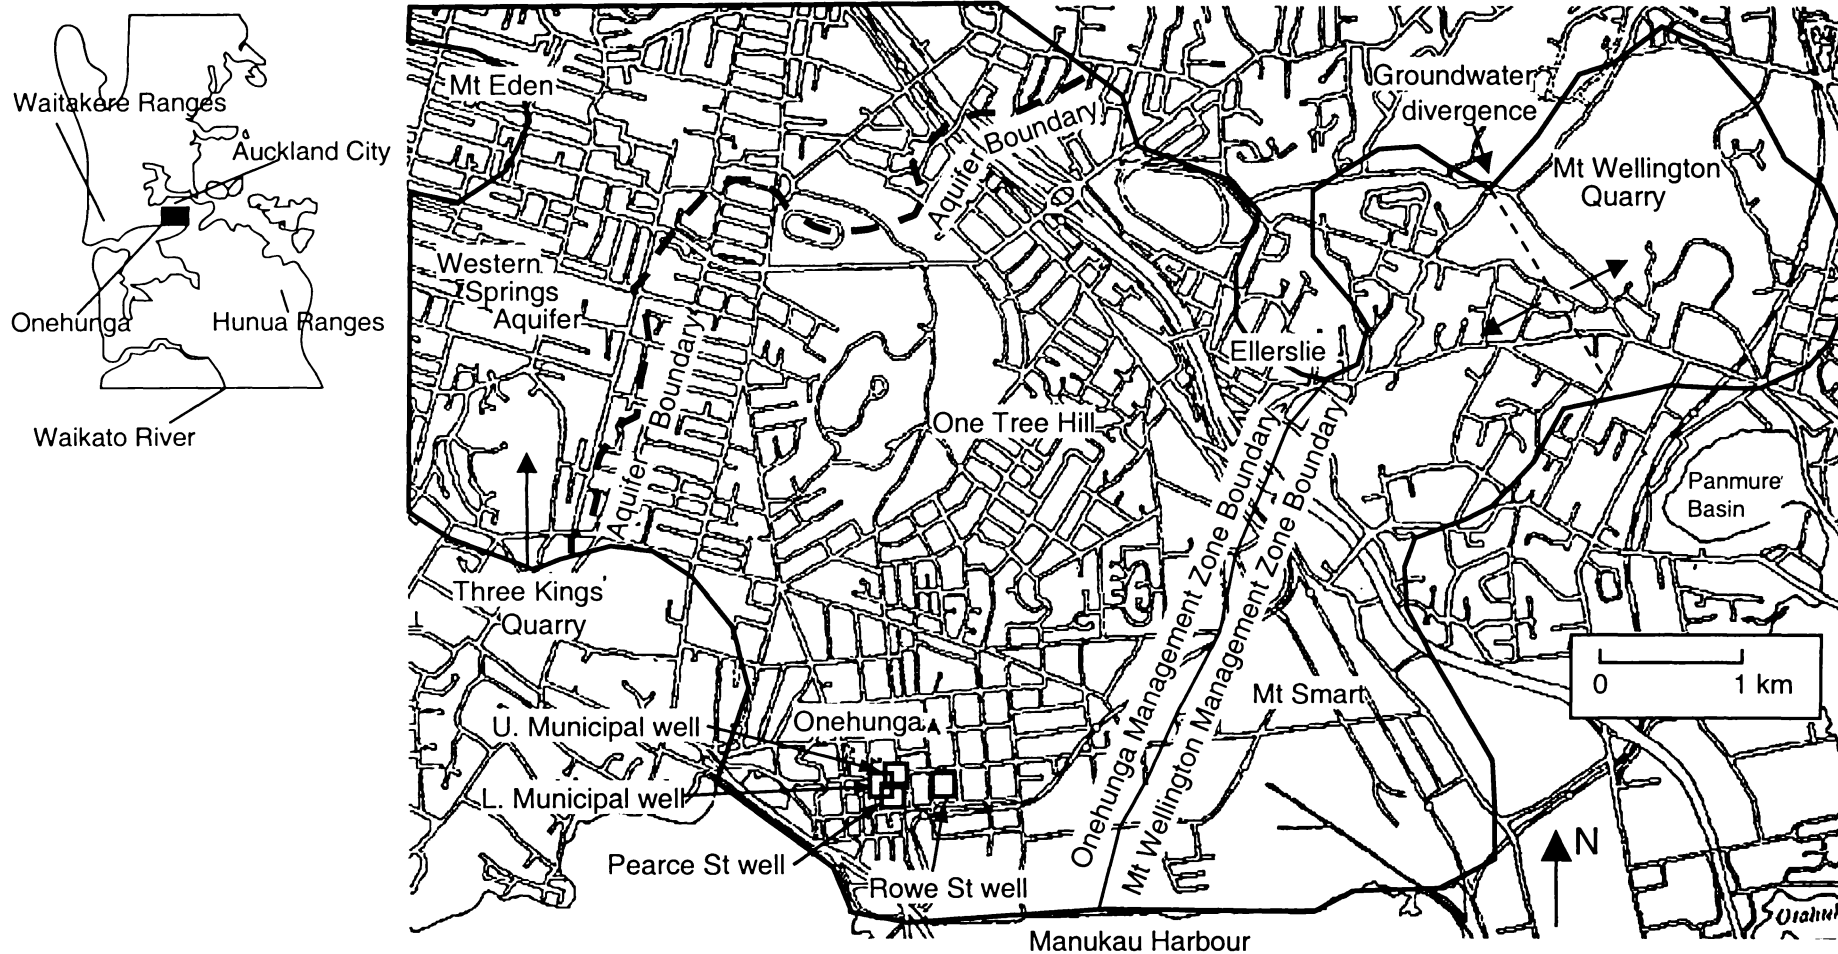 Waitakere Ranges
Auckland City
Onehunga
Hunua Ranges
Waikato River
Mt Eden
Western
Springs
Aquifer
Aquifer Boundary
Aquifer Boundary
Groundwater
divergence
Mt Wellington
Quarry
Ellerslie
One Tree Hill
Panmure
Basin
Three Kings'
Quarry
Onehunga Management Zone Boundary
Mt Wellington Management Zone Boundary
0 1 km
Mt Smart
U. Municipal well
Onehunga
L. Municipal well
Pearce St well
Rowe St well
N
Manukau Harbour